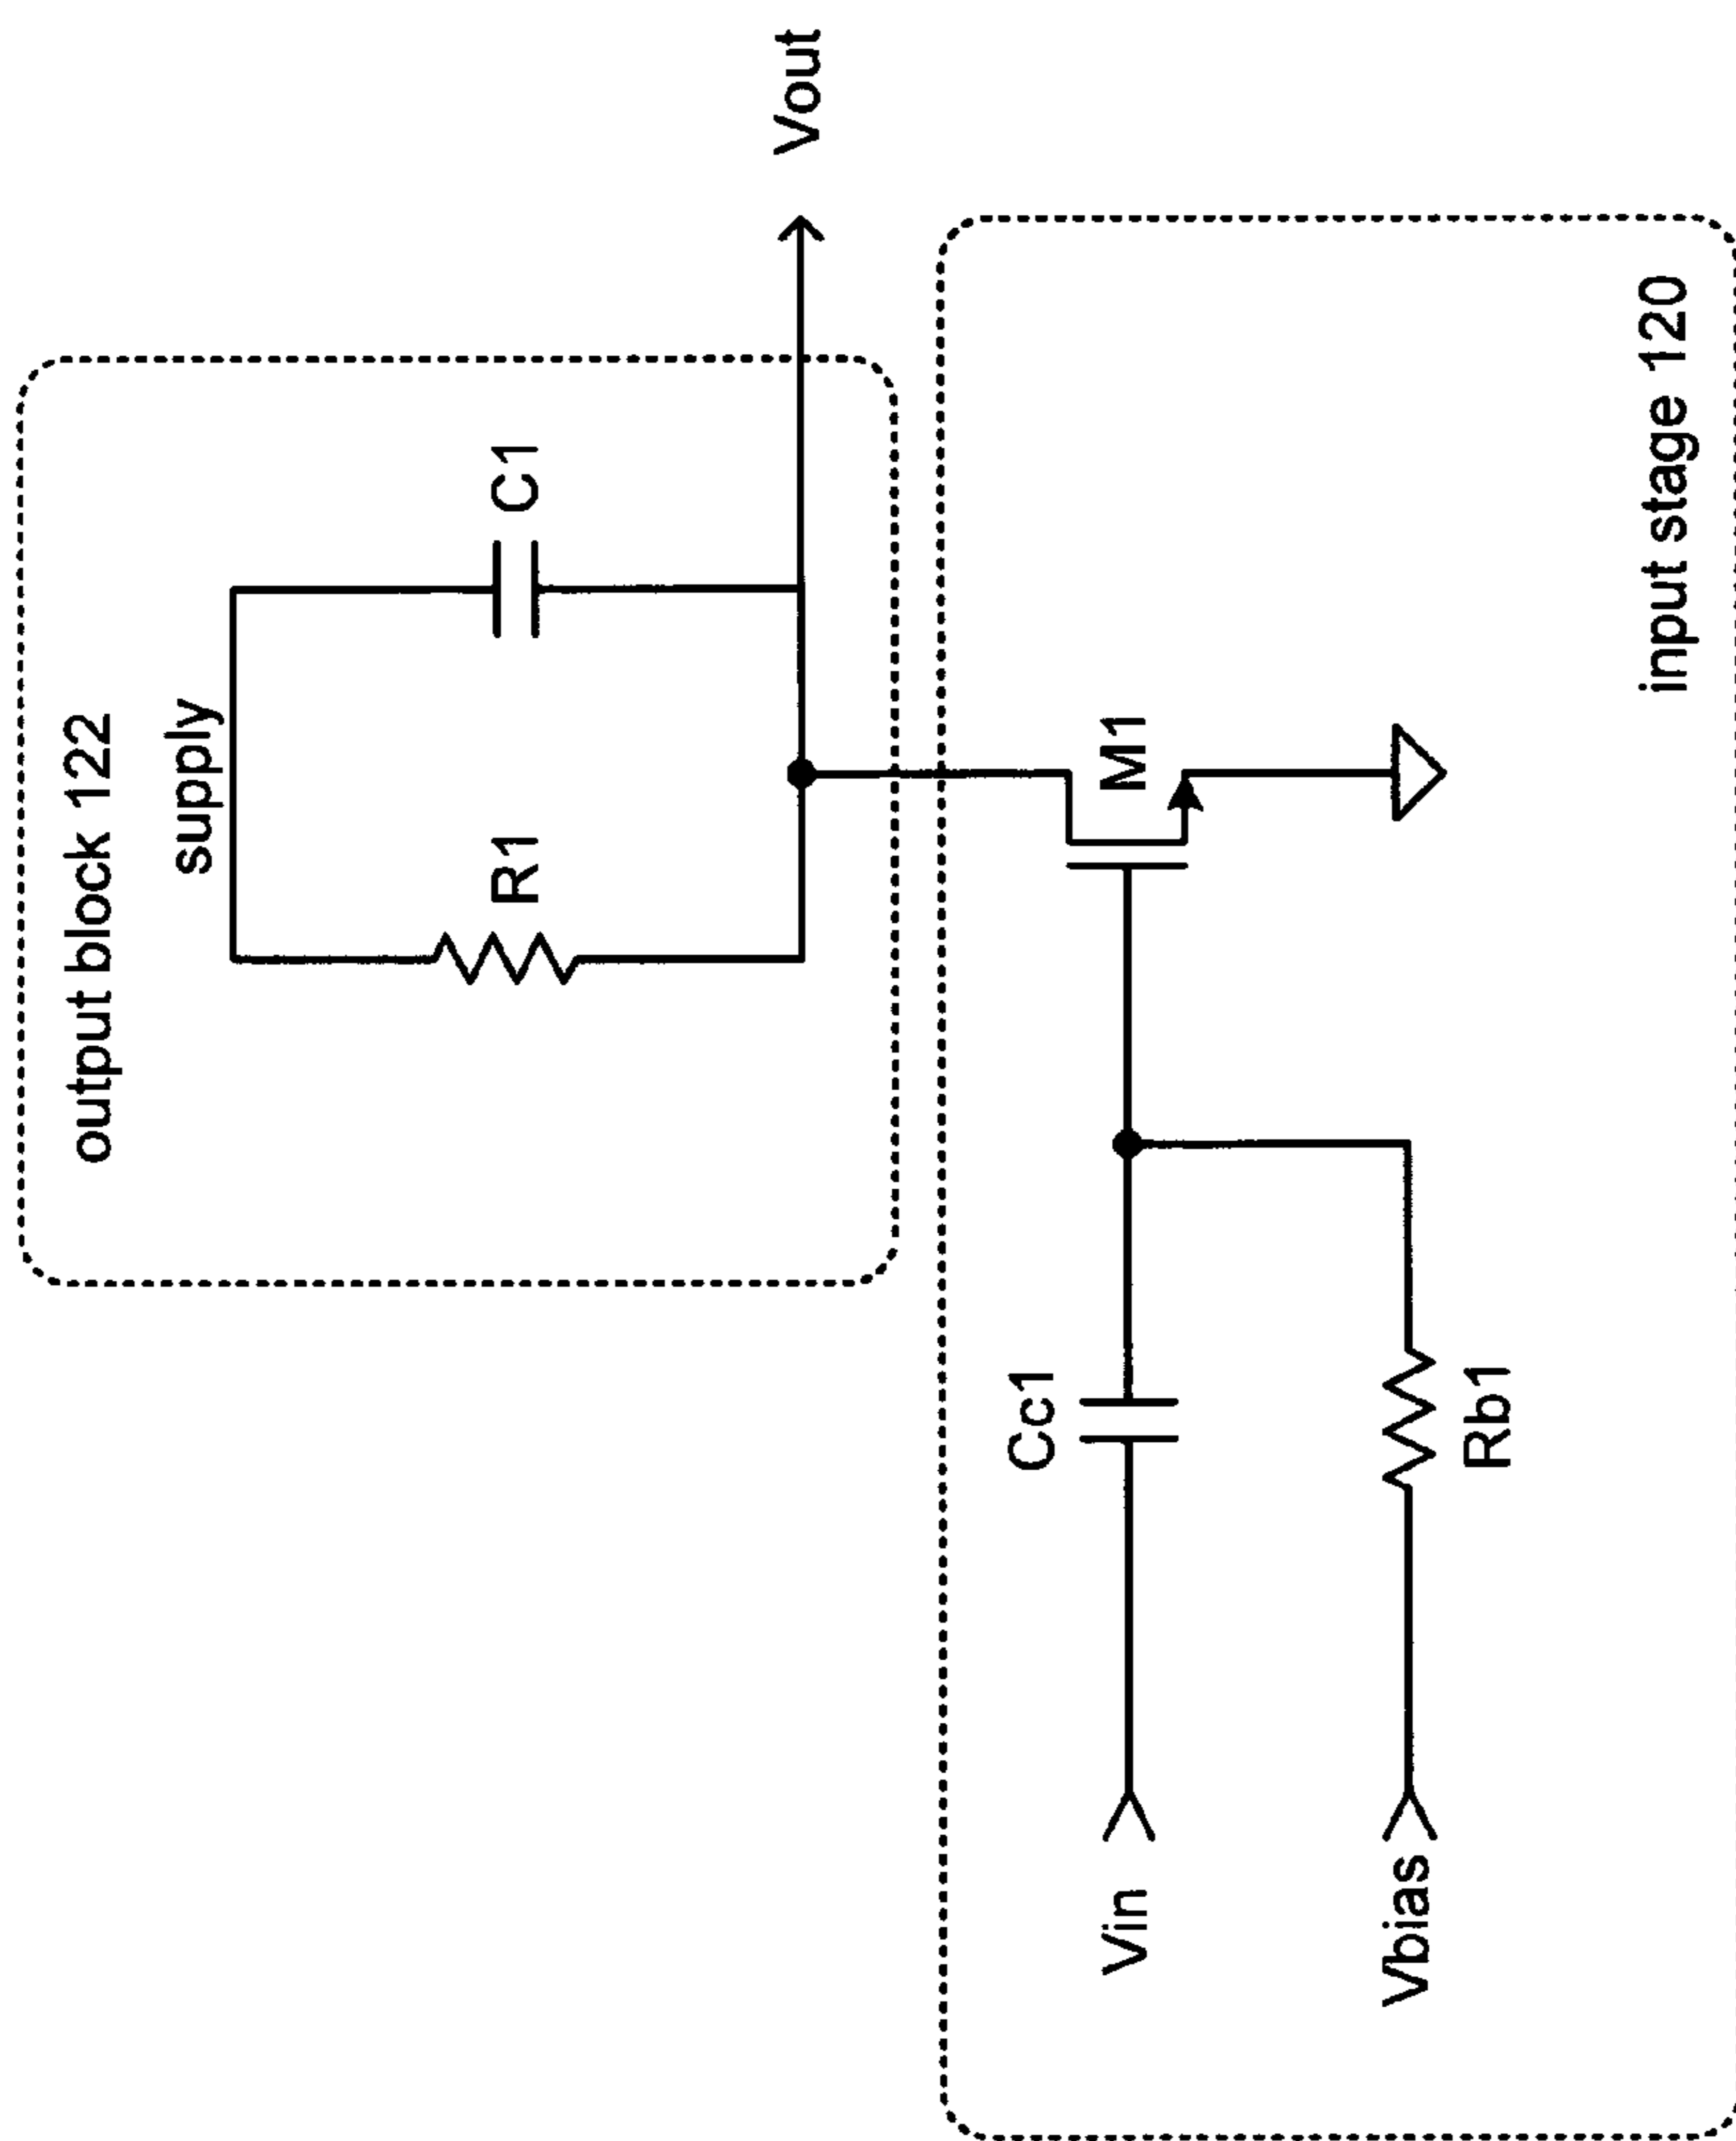 output block 122
supply
R1
C1
Vout
M1
Cc1
Vin
Vbias
Rb1
input stage 120